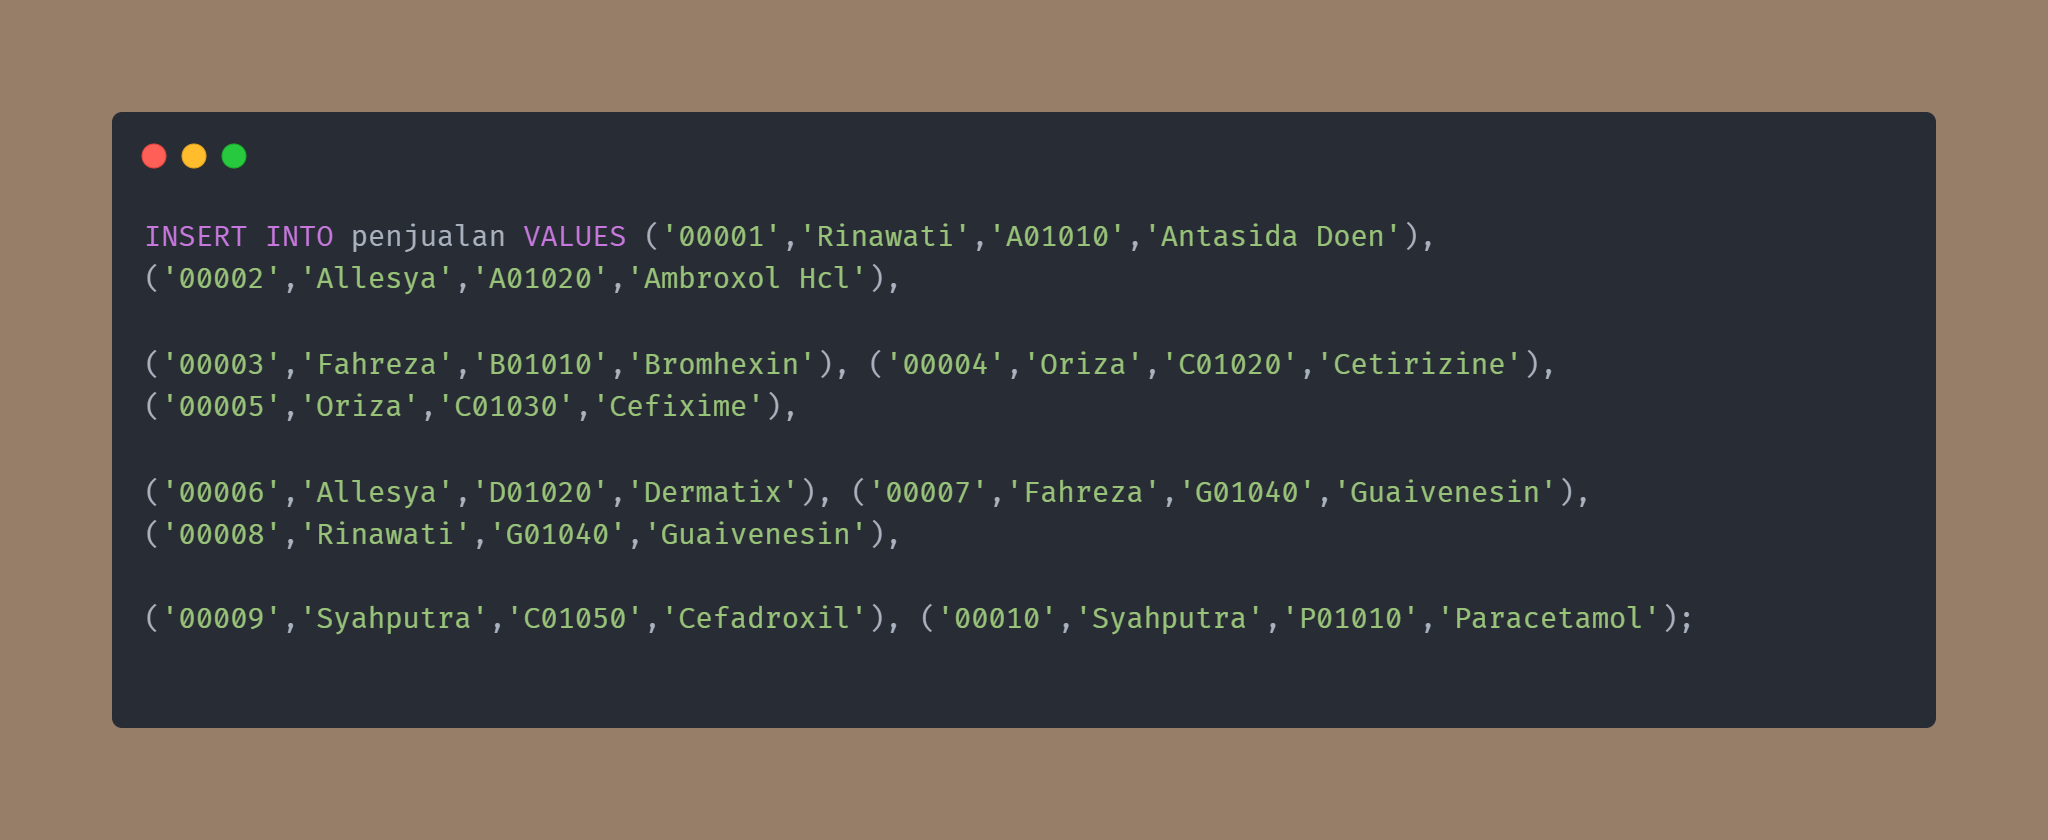 INSERT INTO penjualan VALUES ('00001','Rinawati','A01010','Antasida Doen'),
('00002','Allesya','A01020','Ambroxol Hcl'),
('00003','Fahreza','B01010','Bromhexin'), ('00004','Oriza','C01020','Cetirizine'),
('00005','Oriza','C01030','Cefixime'),
('00006','Allesya','D01020','Dermatix'), ('00007','Fahreza','G01040','Guaivenesin'),
('00008','Rinawati','G01040','Guaivenesin'),
('00009','Syahputra','C01050','Cefadroxil'), ('00010','Syahputra','P01010','Paracetamol');